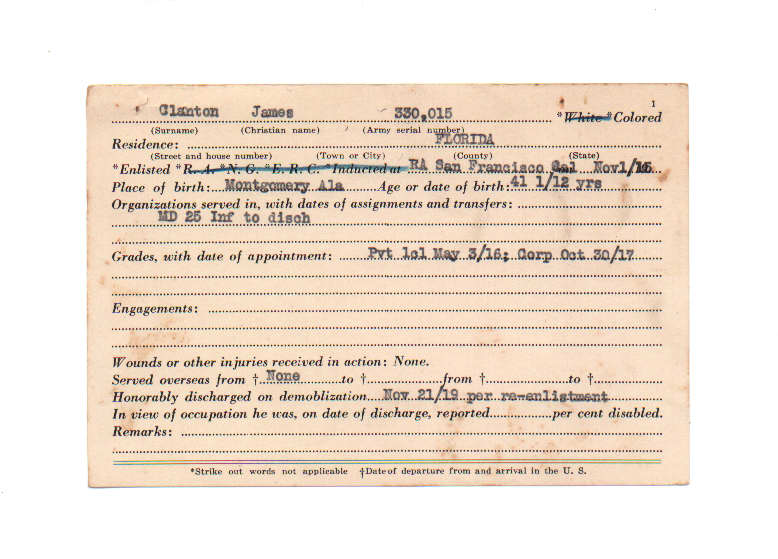 1
Clanton James 330,015 *White *Colored
(Surname) (Christian name) (Army serial number)
Residence: FLORIDA
(Street and house number) (Town or City) (County) (State)
*Enlisted *R. A. *N. G. *E. R. C. *Inducted at RA San Francisco Cal Nov1/15
Place of birth: Montgomery Ala Age or date of birth: 41 1/12 yrs
Organizations served in, with dates of assignments and transfers:
MD 25 Inf to disch
Grades, with date of appointment: Pvt 1cl May 3/16; Corp Oct 30/17
Engagements:
Wounds or other injuries received in action: None.
Served overseas from † None to † from † to †
Honorably discharged on demoblization Nov 21/19 per re-enlistment
In view of occupation he was, on date of discharge, reported per cent disabled.
Remarks:
*Strike out words not applicable †Date of departure from and arrival in the U. S.